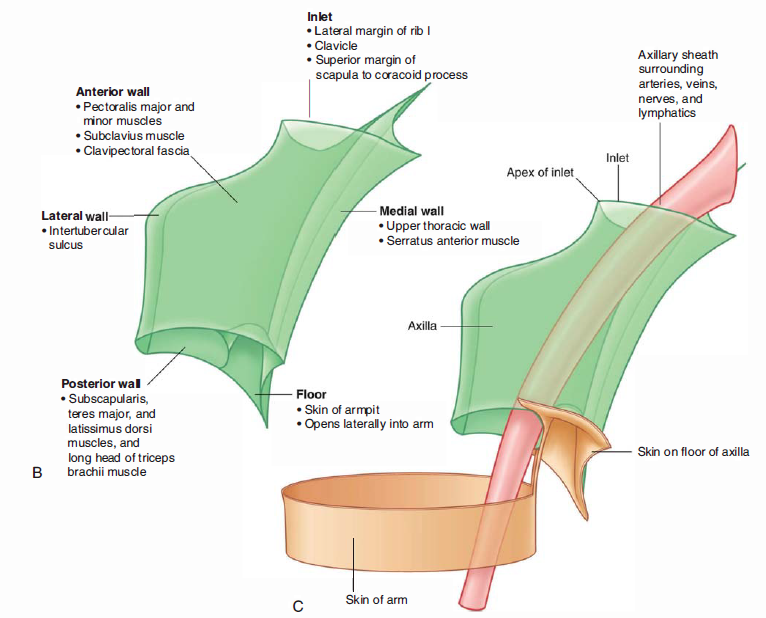 Inlet
• Lateral margin of rib I
• Clavicle
• Superior margin of
scapula to coracoid process
Anterior wall
• Pectoralis major and
minor muscles
• Subclavius muscle
• Clavipectoral fascia
Lateral wall
• Intertubercular
sulcus
Medial wall
• Upper thoracic wall
• Serratus anterior muscle
Posterior wall
• Subscapularis,
teres major, and
latissimus dorsi
muscles, and
long head of triceps
brachii muscle
Floor
• Skin of armpit
• Opens laterally into arm
B
Axillary sheath
surrounding
arteries, veins,
nerves, and
lymphatics
Inlet
Apex of inlet
Axilla
Skin on floor of axilla
Skin of arm
C